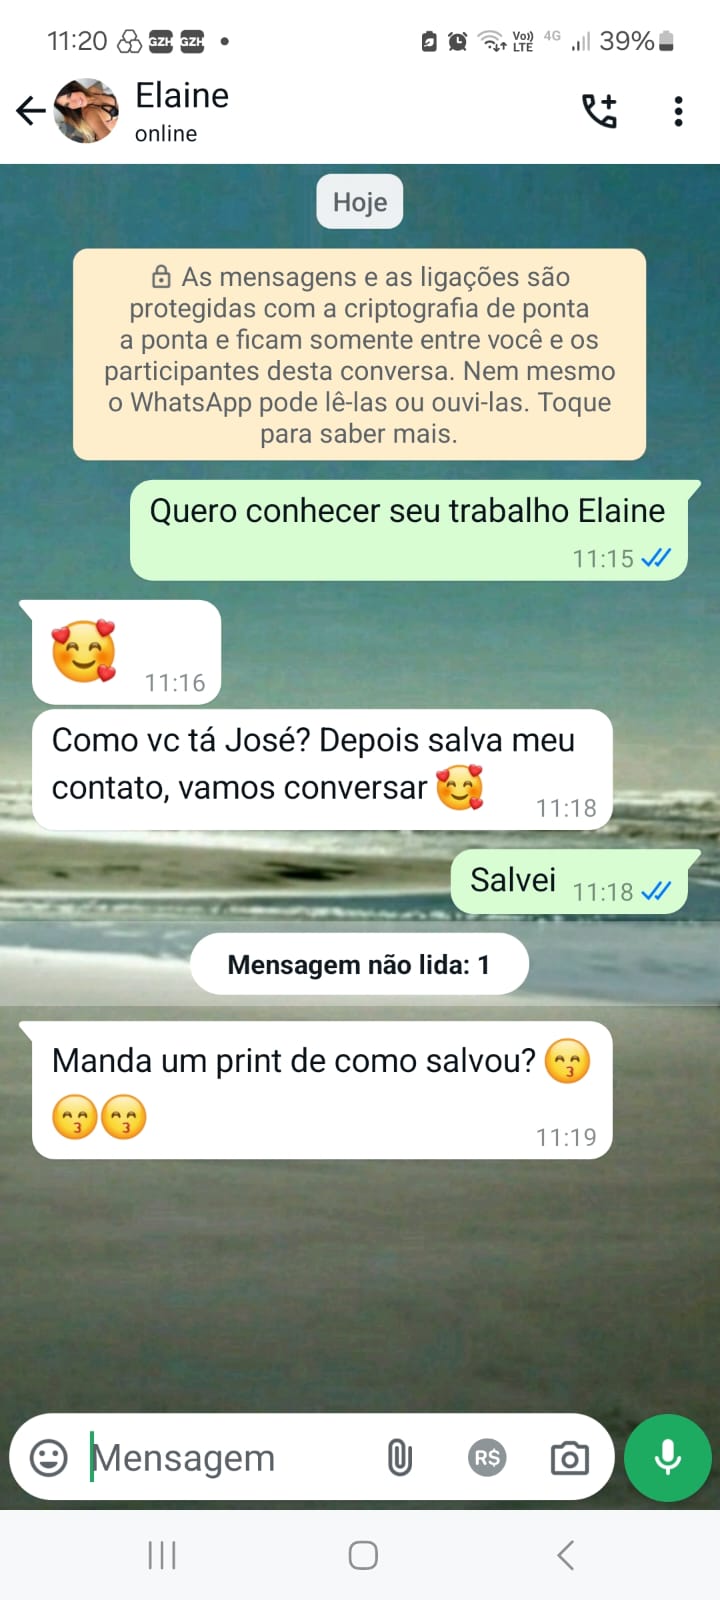 11:20 GZH GZH Vo)) LTE 4G 39%
Elaine
online
Hoje
As mensagens e as ligações são
protegidas com a criptografia de ponta
a ponta e ficam somente entre você e os
participantes desta conversa. Nem mesmo
o WhatsApp pode lê-las ou ouvi-las. Toque
para saber mais.
Quero conhecer seu trabalho Elaine
11:15
🥰
11:16
Como vc tá José? Depois salva meu
contato, vamos conversar 🥰
11:18
Salvei 11:18
Mensagem não lida: 1
Manda um print de como salvou? 😙
😙😙
11:19
Mensagem R$